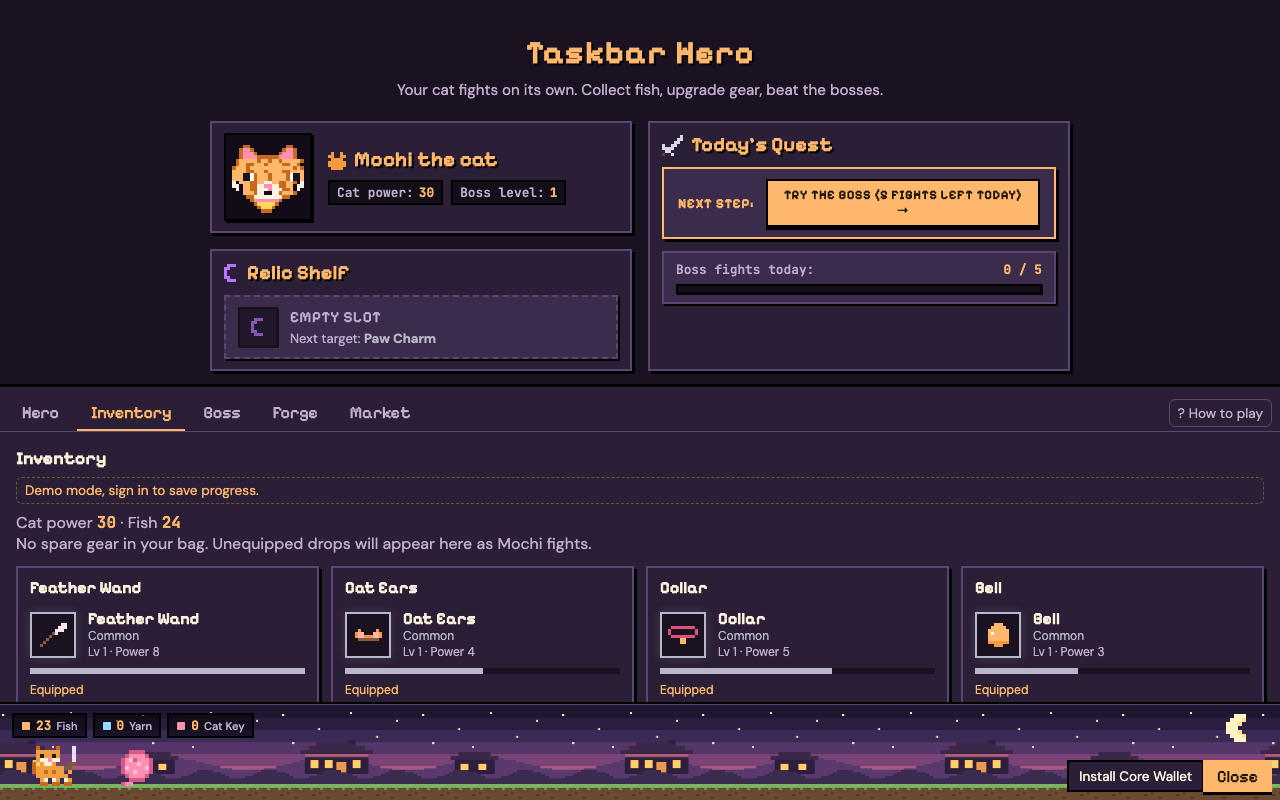 Taskbar Hero
Your cat fights on its own. Collect fish, upgrade gear, beat the bosses.
Mochi the cat
Cat power: 30
Boss level: 1
Relic Shelf
EMPTY SLOT
Next target: Paw Charm
Today's Quest
NEXT STEP:
TRY THE BOSS (5 FIGHTS LEFT TODAY)
→
Boss fights today: 0 / 5
Hero
Inventory
Boss
Forge
Market
? How to play
Inventory
Demo mode, sign in to save progress.
Cat power 30 · Fish 24
No spare gear in your bag. Unequipped drops will appear here as Mochi fights.
Feather Wand
Feather Wand
Common
Lv 1 · Power 8
Equipped
Cat Ears
Cat Ears
Common
Lv 1 · Power 4
Equipped
Collar
Collar
Common
Lv 1 · Power 5
Equipped
Bell
Bell
Common
Lv 1 · Power 3
Equipped
23 Fish
0 Yarn
0 Cat Key
Install Core Wallet
Close